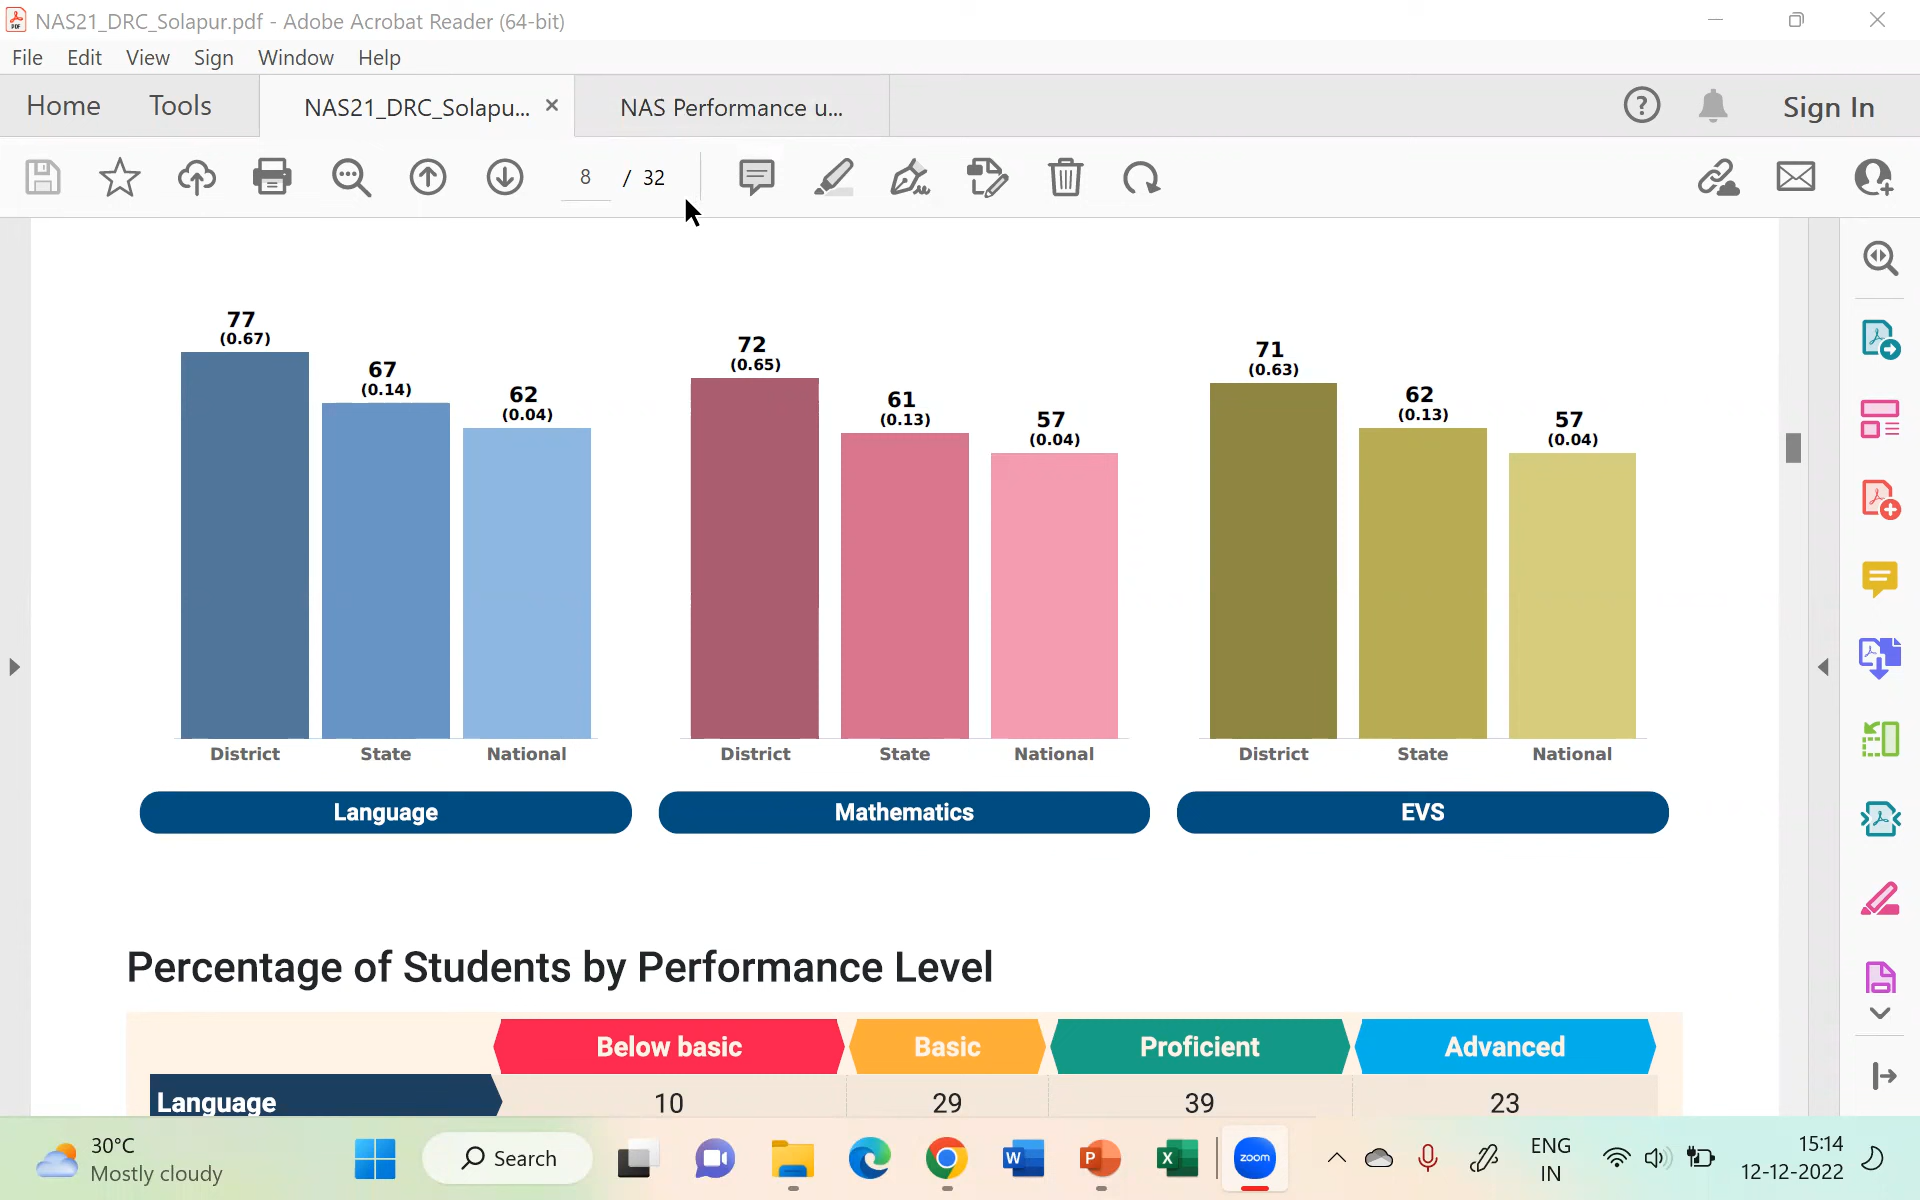 NAS21_DRC_Solapur.pdf - Adobe Acrobat Reader (64-bit)
File Edit View Sign Window Help
Home Tools NAS21_DRC_Solapu... × NAS Performance u... Sign In
8 / 32
77 (0.67) 67 (0.14) 62 (0.04)
72 (0.65) 61 (0.13) 57 (0.04)
71 (0.63) 62 (0.13) 57 (0.04)
District State National District State National District State National
Language Mathematics EVS
Percentage of Students by Performance Level
Below basic Basic Proficient Advanced
Language 10 29 39 23
30°C
Mostly cloudy
Search
zoom
ENG
IN
15:14
12-12-2022